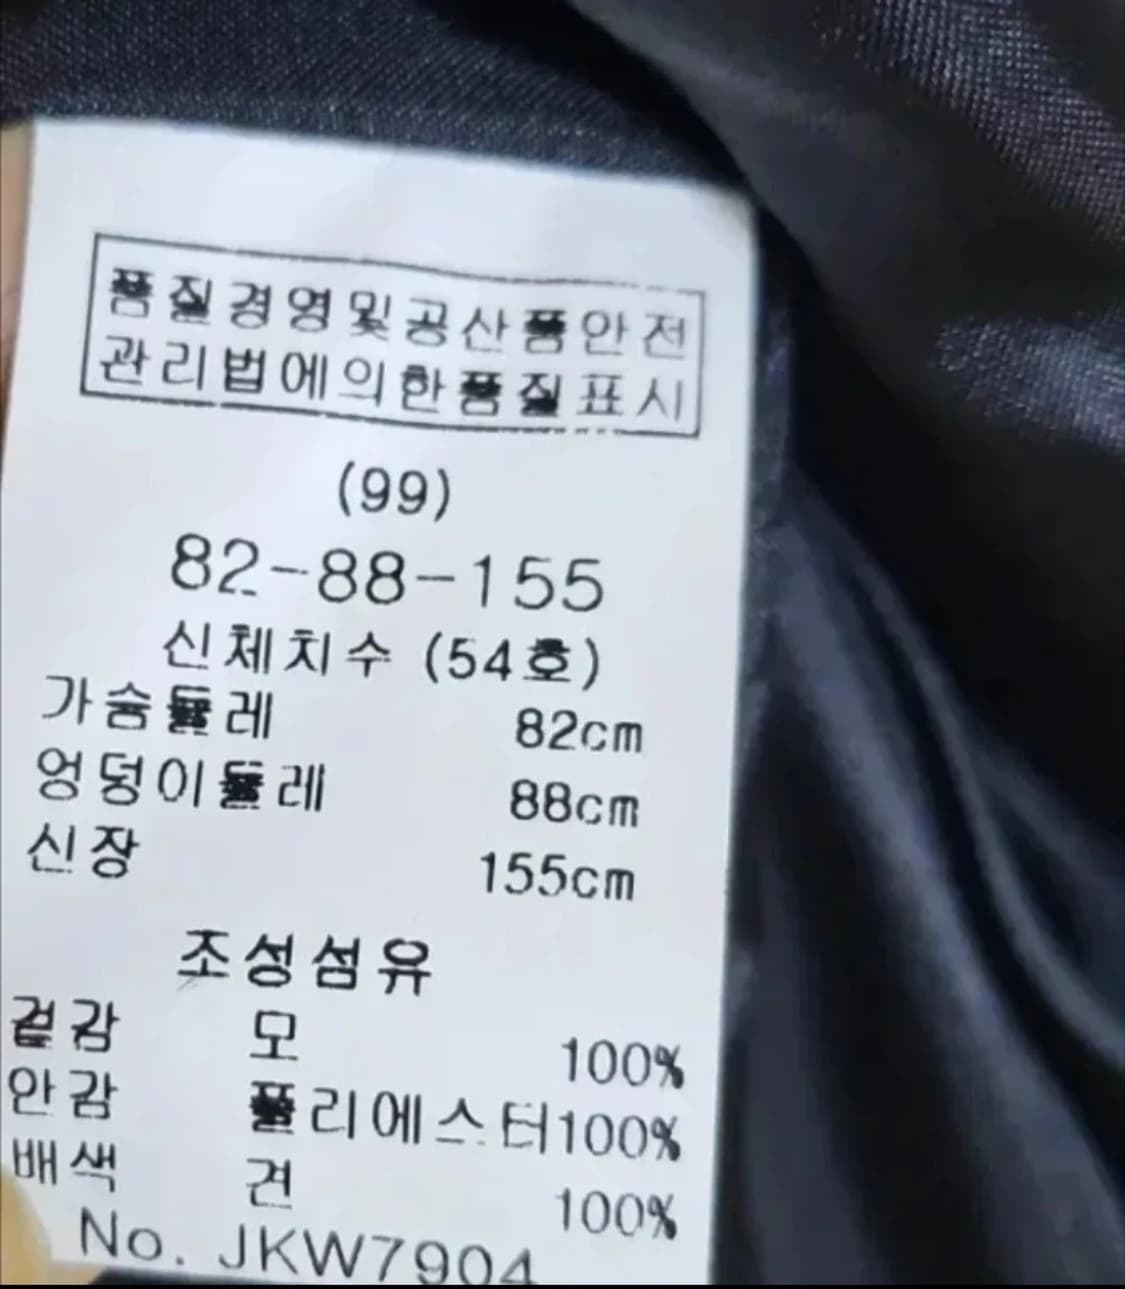 품질경영및공산품안전
관리법에의한품질표시
(99)
82-88-155
신체치수 (54호)
가슴둘레 82cm
엉덩이둘레 88cm
신장 155cm
조성섬유
겉감 모 100%
안감 폴리에스터100%
배색 견 100%
No. JKW7904